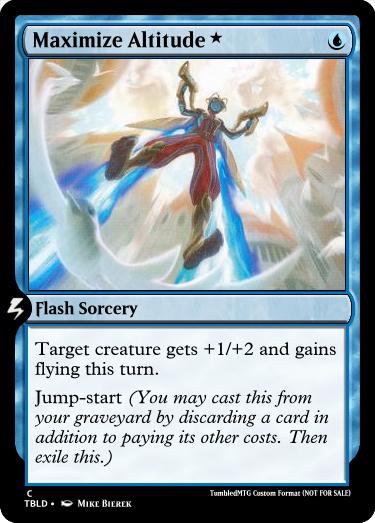 Maximize Altitude ★
Flash Sorcery
Target creature gets +1/+2 and gains
flying this turn.
Jump-start (You may cast this from
your graveyard by discarding a card in
addition to paying its other costs. Then
exile this.)
C
TBLD • Mike Bierek
TumbledMTG Custom Format (NOT FOR SALE)